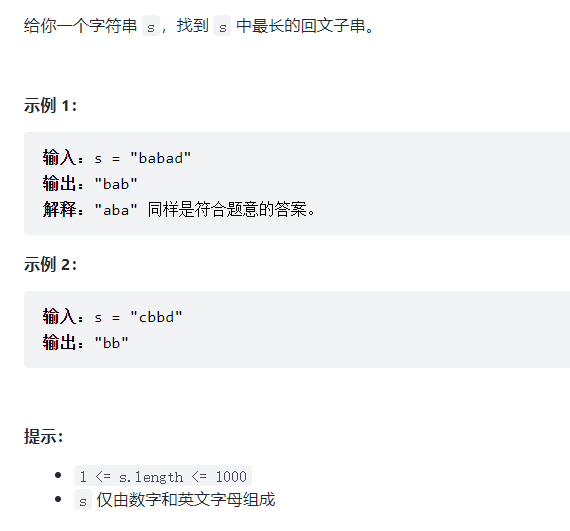 给你一个字符串 s，找到 s 中最长的回文子串。
示例 1：
输入：s = "babad"
输出："bab"
解释："aba" 同样是符合题意的答案。
示例 2：
输入：s = "cbbd"
输出："bb"
提示：
1 <= s.length <= 1000
s 仅由数字和英文字母组成